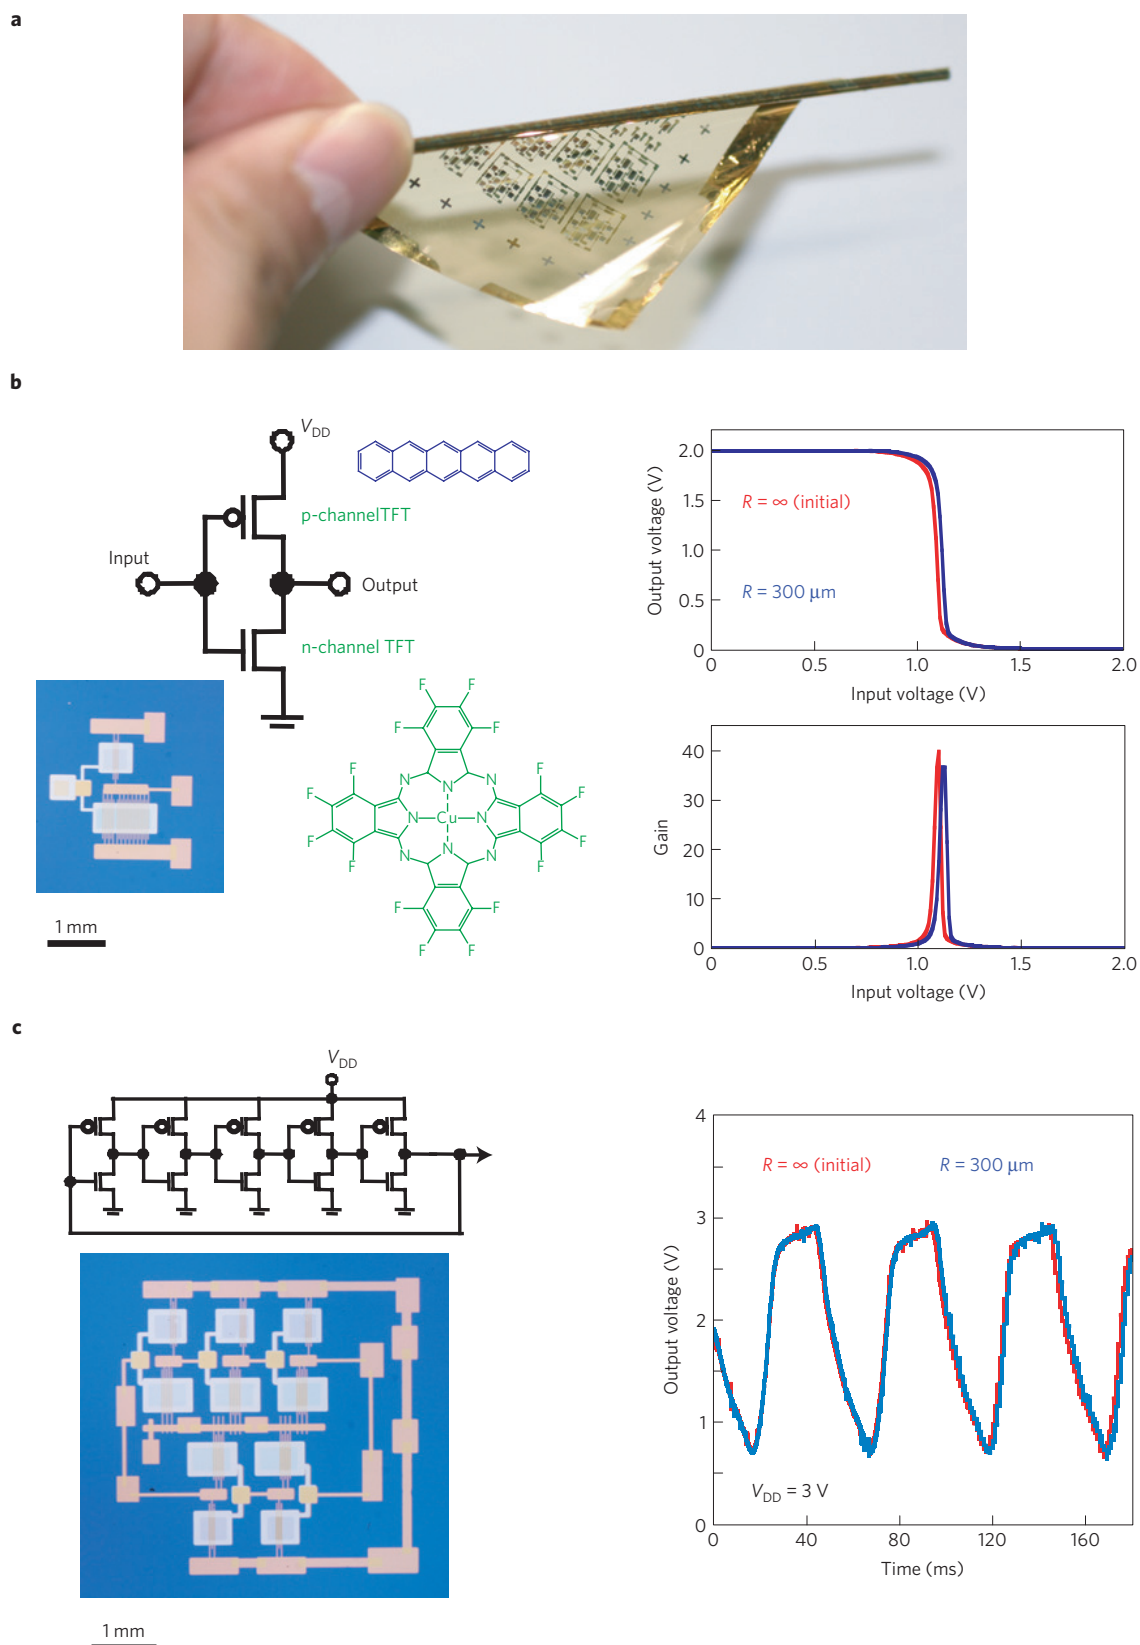 a
b
V_DD
p-channelTFT
Input
Output
n-channel TFT
1 mm
F F
F F
F F
F N N F
N
F N Cu N F
N
F N N F
F F
F F
F F
Output voltage (V)
2.0
1.5
1.0
0.5
0
R = ∞ (initial)
R = 300 µm
0 0.5 1.0 1.5 2.0
Input voltage (V)
Gain
40
30
20
10
0
0 0.5 1.0 1.5 2.0
Input voltage (V)
c
V_DD
1 mm
Output voltage (V)
4
3
2
1
0
R = ∞ (initial) R = 300 µm
V_DD = 3 V
0 40 80 120 160
Time (ms)